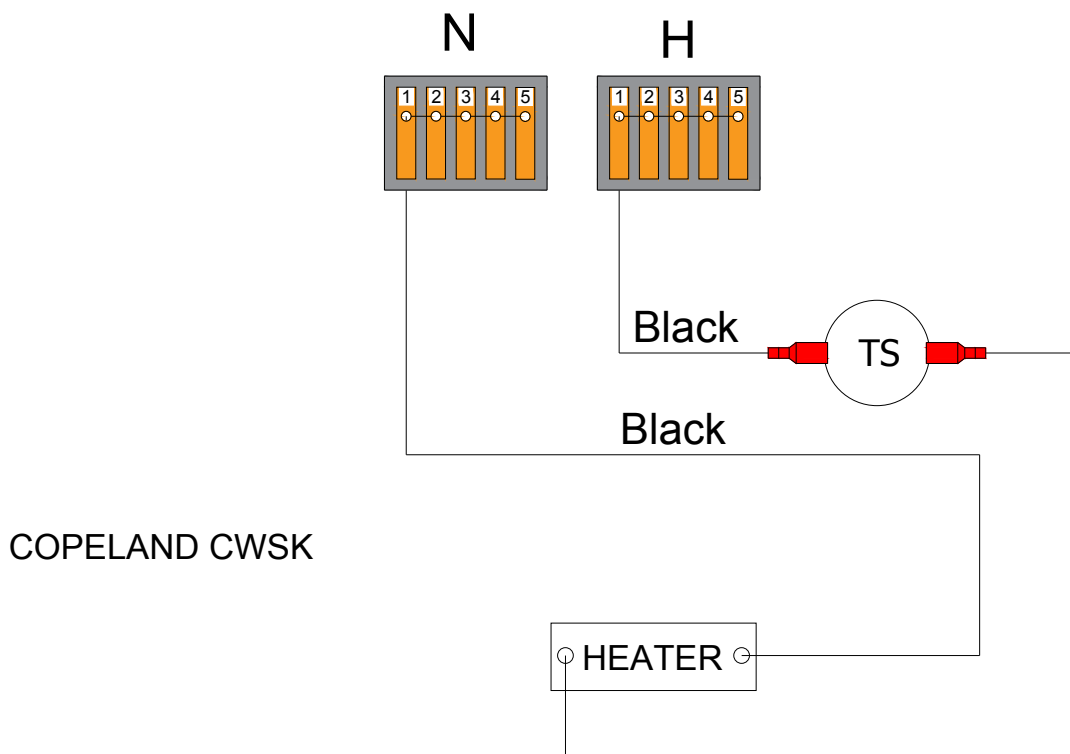 N H
1 2 3 4 5 1 2 3 4 5
Black
TS
Black
COPELAND CWSK
HEATER